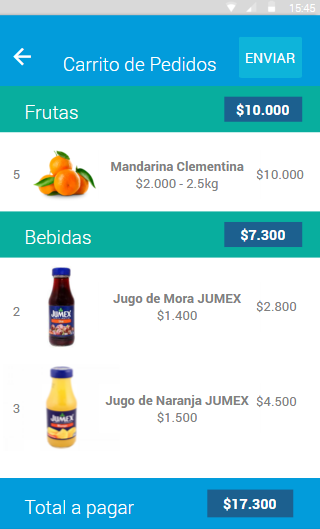 15:45
Carrito de Pedidos
ENVIAR
Frutas
$10.000
5
Mandarina Clementina
$2.000 - 2.5kg
$10.000
Bebidas
$7.300
2
JUMEX
Jugo de Mora JUMEX
$1.400
$2.800
3
JUMEX
Jugo de Naranja JUMEX
$1.500
$4.500
Total a pagar
$17.300